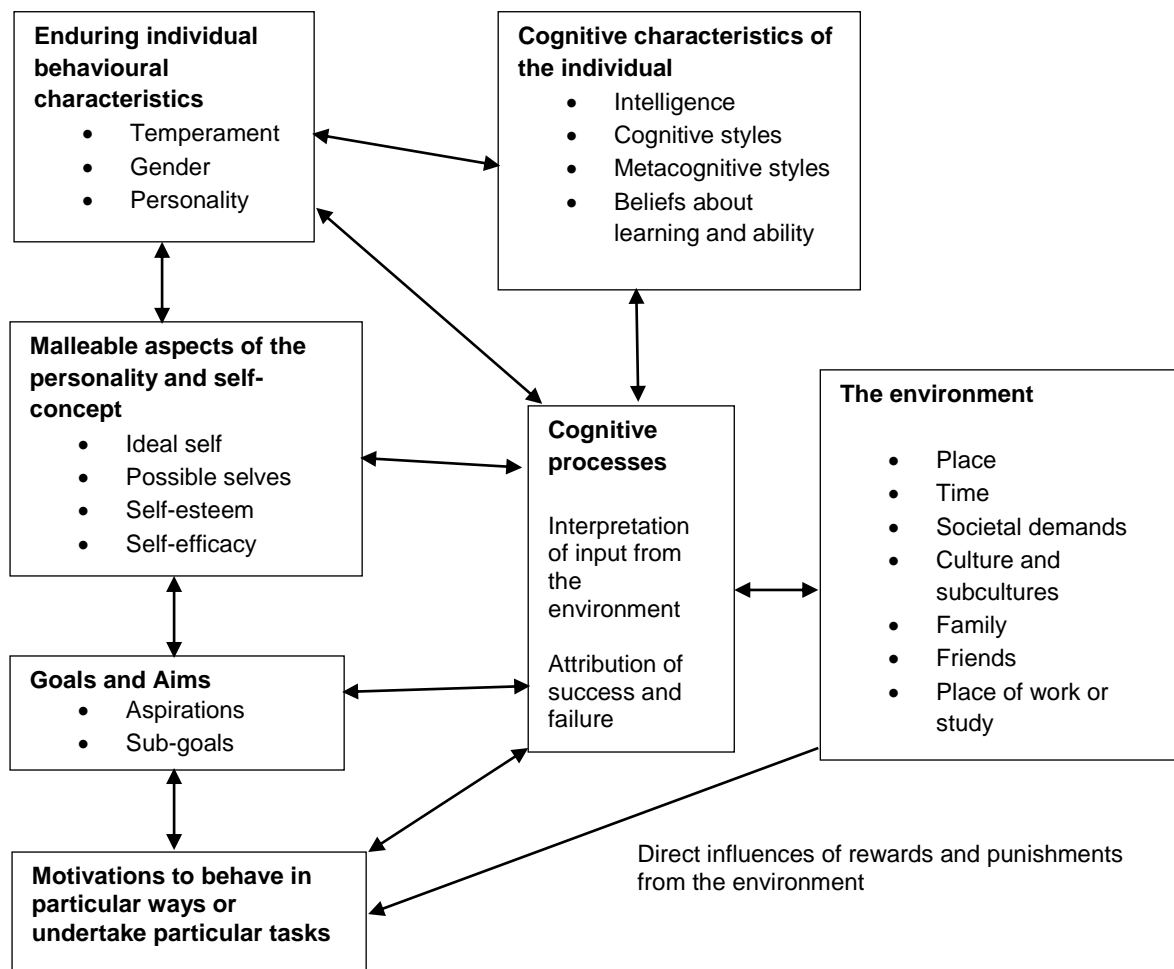 Enduring individual
behavioural
characteristics
• Temperament
• Gender
• Personality
Cognitive characteristics of
the individual
• Intelligence
• Cognitive styles
• Metacognitive styles
• Beliefs about
learning and ability
Malleable aspects of the
personality and self-
concept
• Ideal self
• Possible selves
• Self-esteem
• Self-efficacy
Cognitive
processes
Interpretation
of input from
the
environment
Attribution of
success and
failure
The environment
• Place
• Time
• Societal demands
• Culture and
subcultures
• Family
• Friends
• Place of work or
study
Goals and Aims
• Aspirations
• Sub-goals
Motivations to behave in
particular ways or
undertake particular tasks
Direct influences of rewards and punishments
from the environment